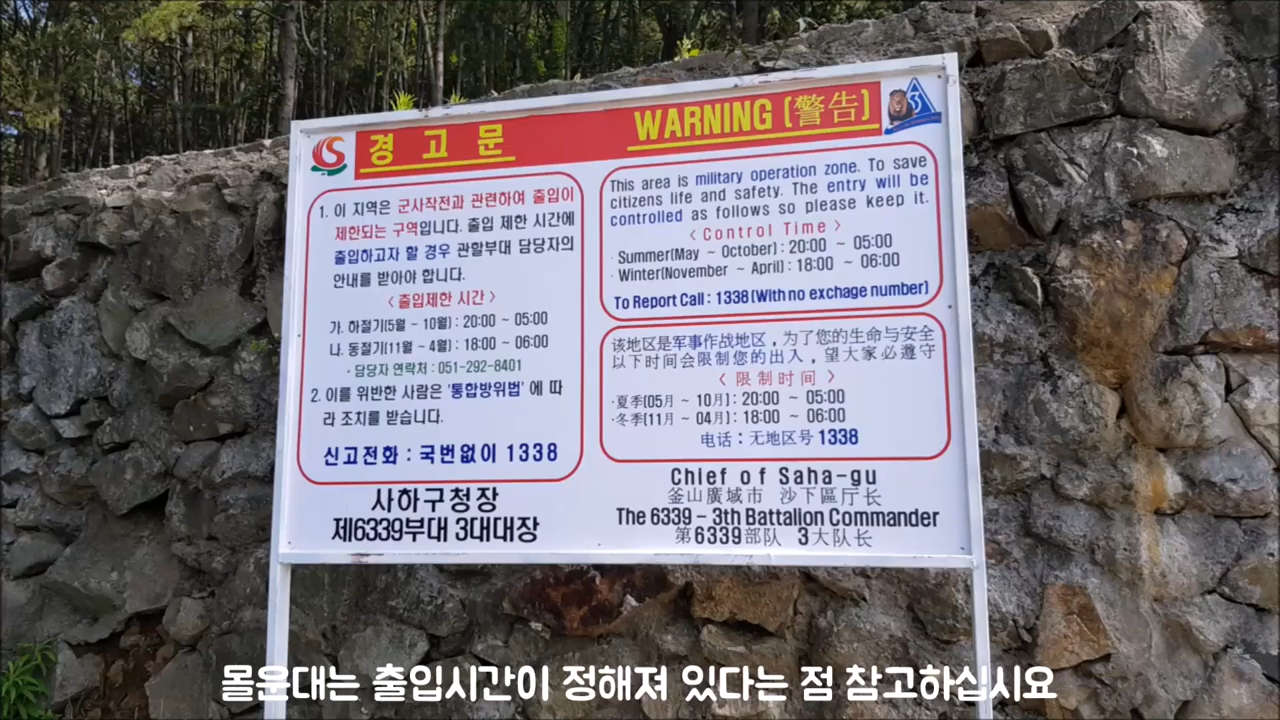 경 고 문
WARNING (警告)
1. 이 지역은 군사작전과 관련하여 출입이
제한되는 구역입니다. 출입 제한 시간에
출입하고자 할 경우 관할부대 담당자의
안내를 받아야 합니다.
〈 출입제한 시간 〉
가. 하절기(5월 ~ 10월) : 20:00 ~ 05:00
나. 동절기(11월 ~ 4월) : 18:00 ~ 06:00
· 담당자 연락처 : 051-292-8401
2. 이를 위반한 사람은 '통합방위법' 에 따
라 조치를 받습니다.
신고전화 : 국번없이 1338
사하구청장
제6339부대 3대대장
This area is military operation zone. To save
citizens life and safety. The entry will be
controlled as follows so please keep it.
〈 Control Time 〉
· Summer(May ~ October) : 20:00 ~ 05:00
· Winter(November ~ April) : 18:00 ~ 06:00
To Report Call : 1338 (With no exchage number)
该地区是军事作战地区，为了您的生命与安全
以下时间会限制您的出入，望大家必遵守
〈 限制时间 〉
·夏季(05月 ~ 10月) : 20:00 ~ 05:00
·冬季(11月 ~ 04月) : 18:00 ~ 06:00
电话 : 无地区号 1338
Chief of Saha-gu
釜山廣域市 沙下區厅长
The 6339 - 3th Battalion Commander
第6339部队 3大队长
몰운대는 출입시간이 정해져 있다는 점 참고하십시요